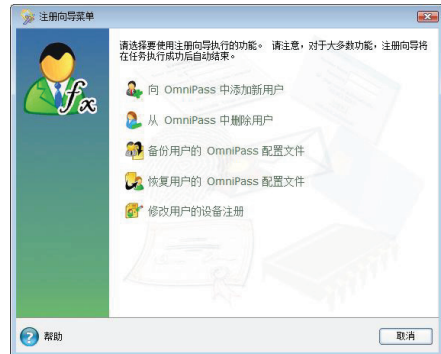 注册向导菜单
请选择要使用注册向导执行的功能。 请注意，对于大多数功能，注册向导将
在任务执行成功后自动结束。
fx
向 OmniPass 中添加新用户
从 OmniPass 中删除用户
备份用户的 OmniPass 配置文件
恢复用户的 OmniPass 配置文件
修改用户的设备注册
帮助
取消